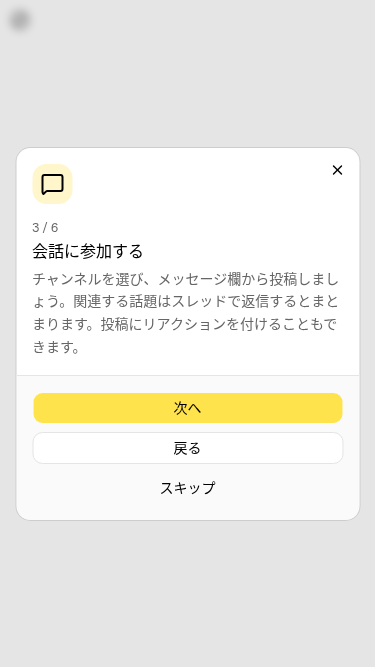 3 / 6
会話に参加する
チャンネルを選び、メッセージ欄から投稿しまし
ょう。関連する話題はスレッドで返信するとまと
まります。投稿にリアクションを付けることもで
きます。
次へ
戻る
スキップ